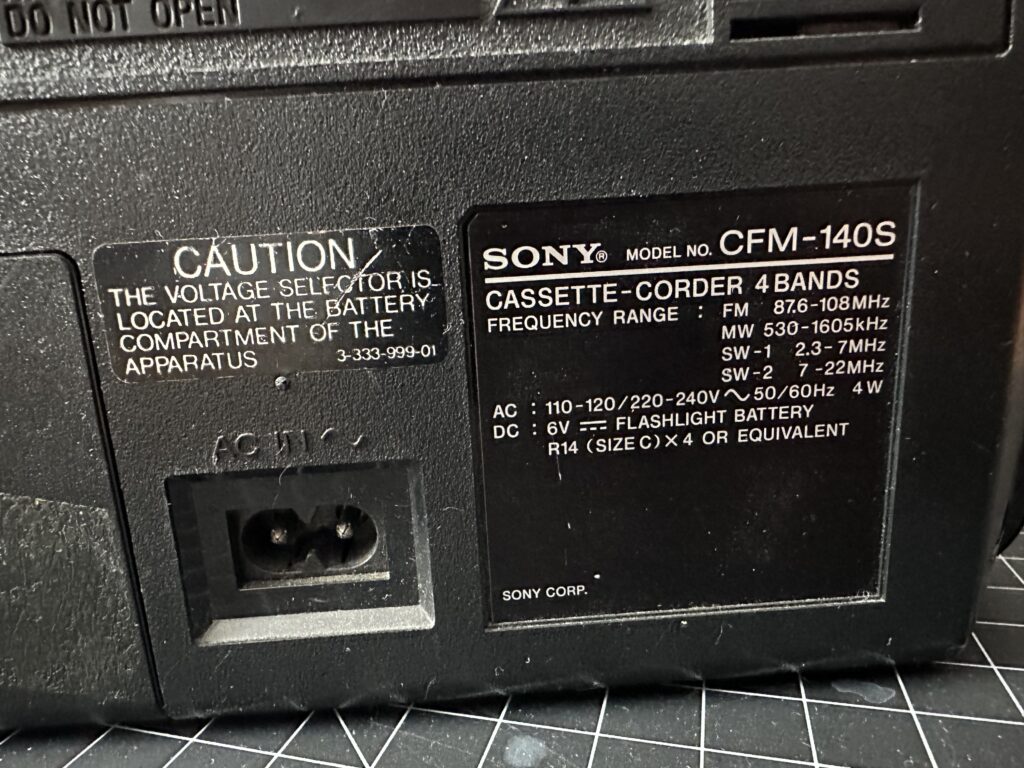 DO NOT OPEN
CAUTION
THE VOLTAGE SELECTOR IS
LOCATED AT THE BATTERY
COMPARTMENT OF THE
APPARATUS 3-333-999-01
AC IN ~
SONY® MODEL NO. CFM-140S
CASSETTE-CORDER 4 BANDS
FREQUENCY RANGE : FM 87.6-108MHz
MW 530-1605kHz
SW-1 2.3-7MHz
SW-2 7-22MHz
AC : 110-120/220-240V ~ 50/60Hz 4W
DC : 6V ⎓ FLASHLIGHT BATTERY
R14 (SIZE C) X 4 OR EQUIVALENT
SONY CORP.